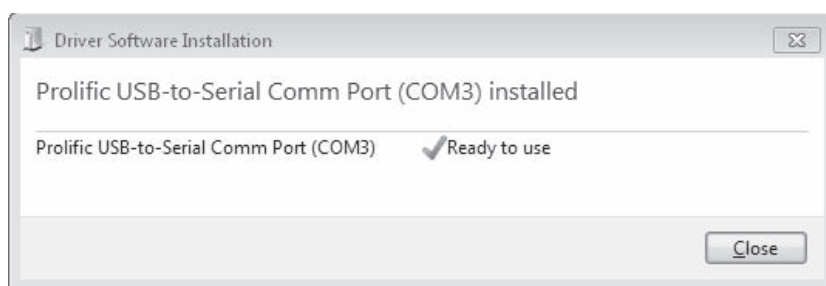 Driver Software Installation
Prolific USB-to-Serial Comm Port (COM3) installed
Prolific USB-to-Serial Comm Port (COM3) Ready to use
Close